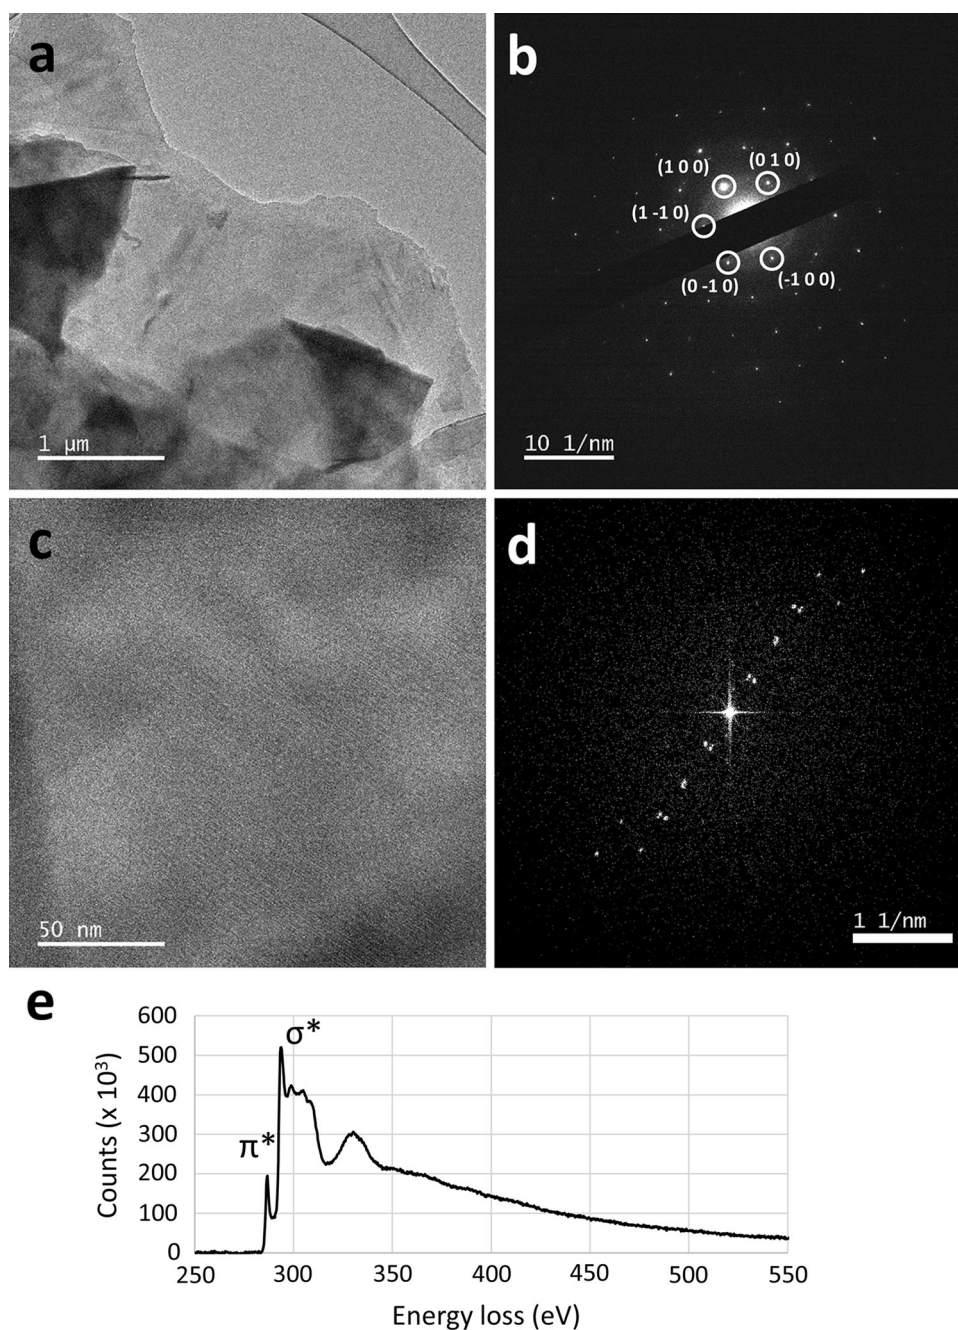 a
1 µm
b
(1 0 0)
(0 1 0)
(1 -1 0)
(0 -1 0)
(-1 0 0)
10 1/nm
c
50 nm
d
1 1/nm
e
600
500
400
300
200
100
0
Counts (x 10³)
π*
σ*
250
300
350
400
450
500
550
Energy loss (eV)